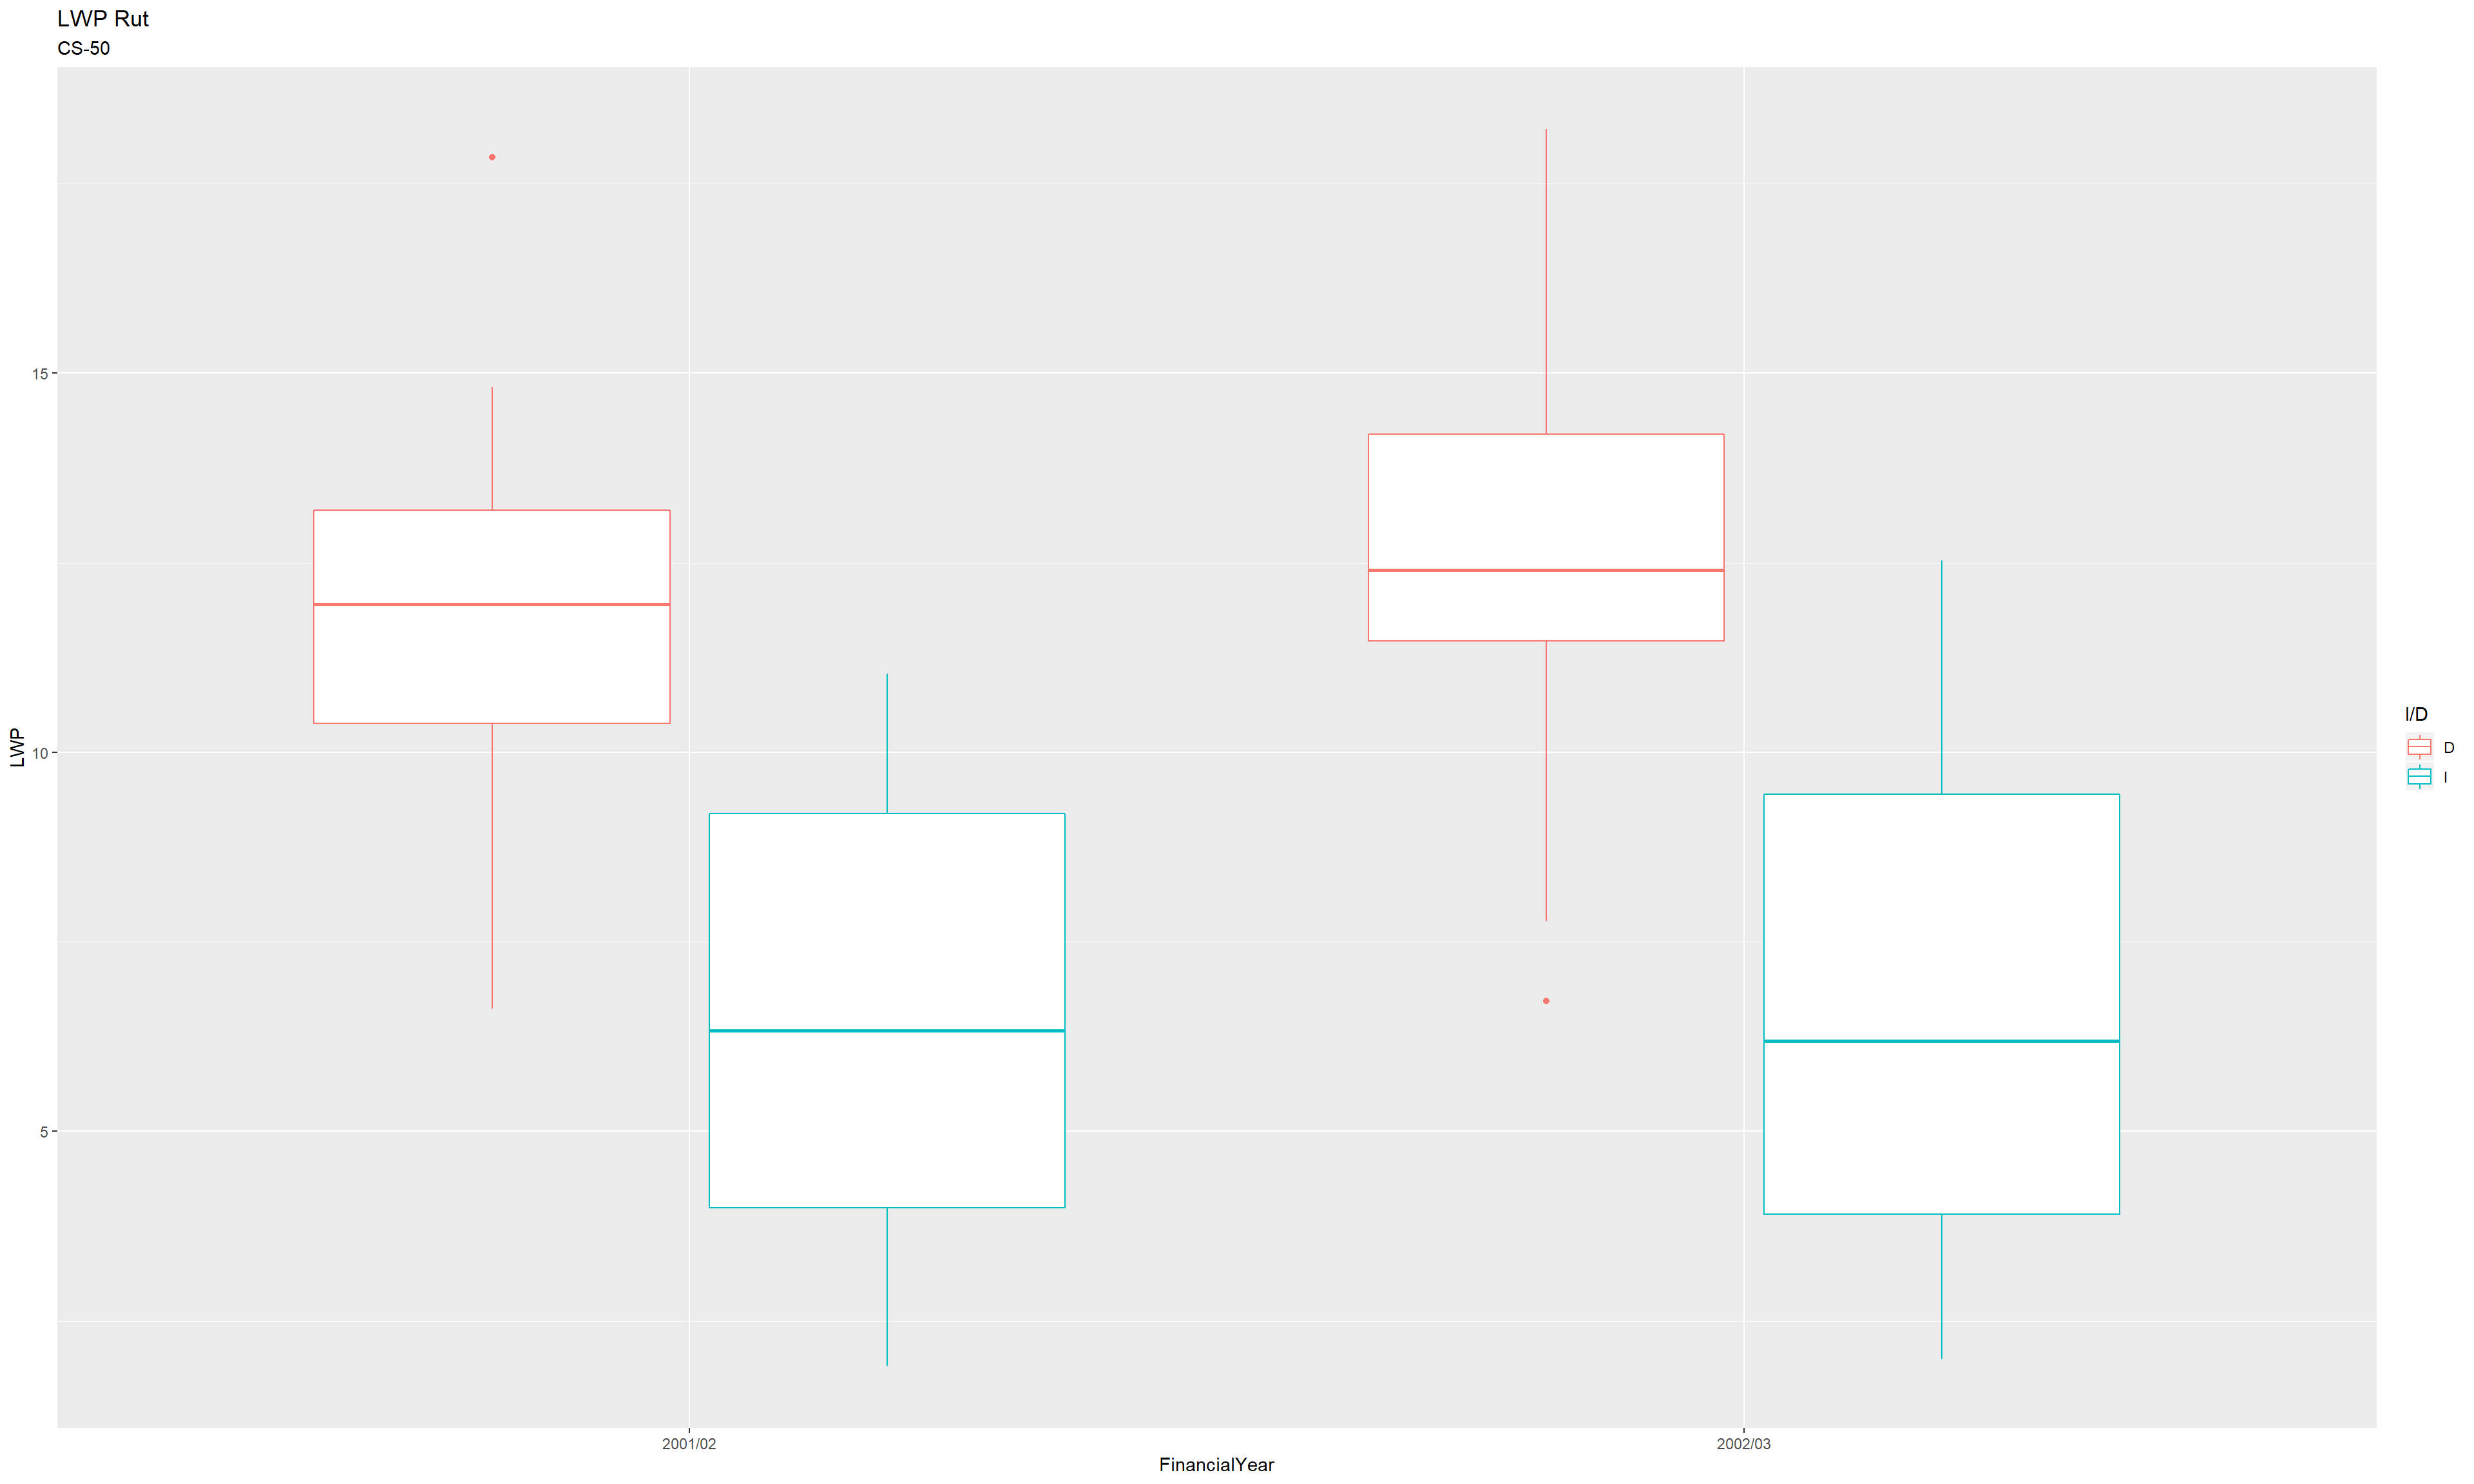 LWP Rut
CS-50
LWP
15
10
5
2001/02
2002/03
FinancialYear
I/D
D
I